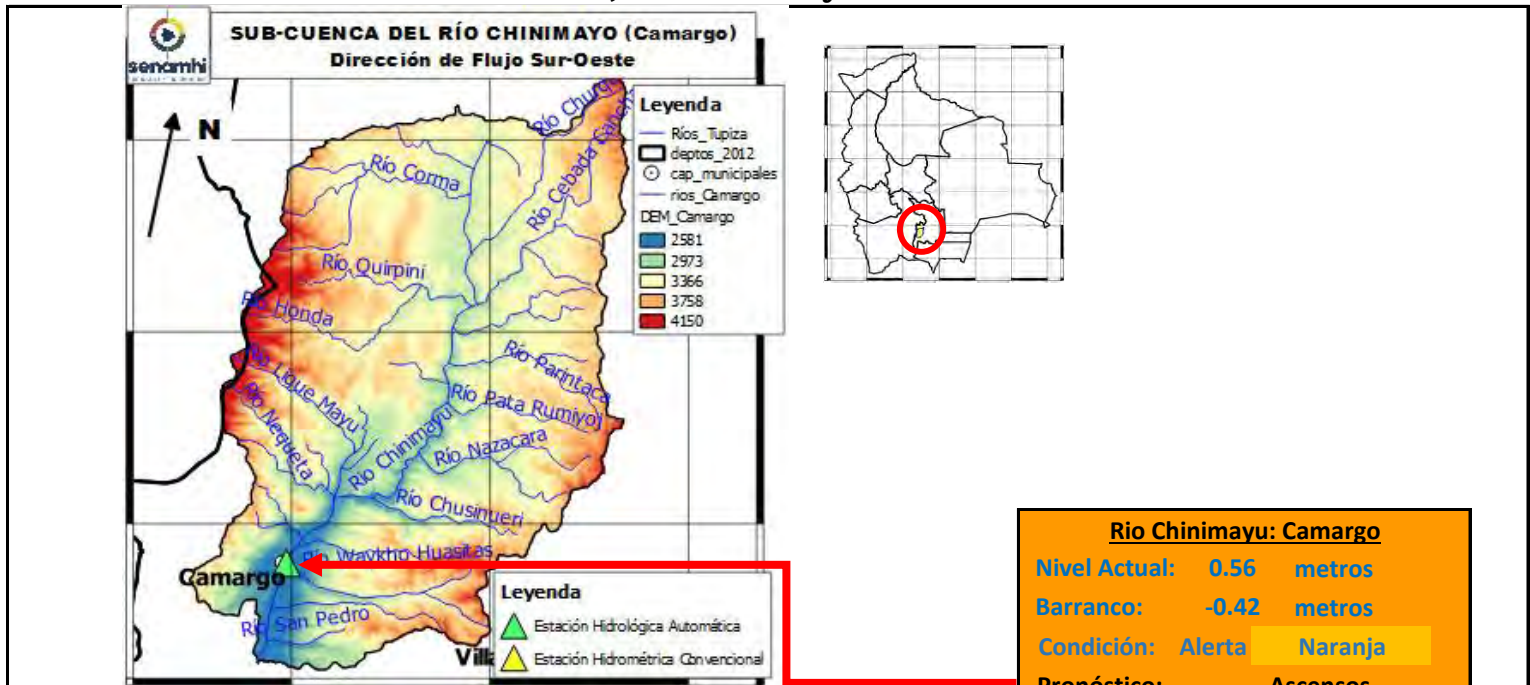 SUB-CUENCA DEL RÍO CHINIMAYO (Camargo)
Dirección de Flujo Sur-Oeste
senamhi
N
Leyenda
Ríos_Tupiza
deptos_2012
cap_municipales
rios_Camargo
DEM_Camargo
2581
2973
3366
3758
4150
Río Corma
Río Cebada
Río Quirpini
Honda
Río Lique Mayu
Río Nequeta
Río Parintaca
Río Pata Rumiyoj
Río Chinimayu
Río Nazacara
Río Chusinueri
Río Waykho Huasitas
Camargo
Río San Pedro
Leyenda
Estación Hidrológica Automática
Estación Hidrométrica Convencional
Rio Chinimayu: Camargo
Nivel Actual: 0.56 metros
Barranco: -0.42 metros
Condición: Alerta Naranja
Pronóstico: Ascensos